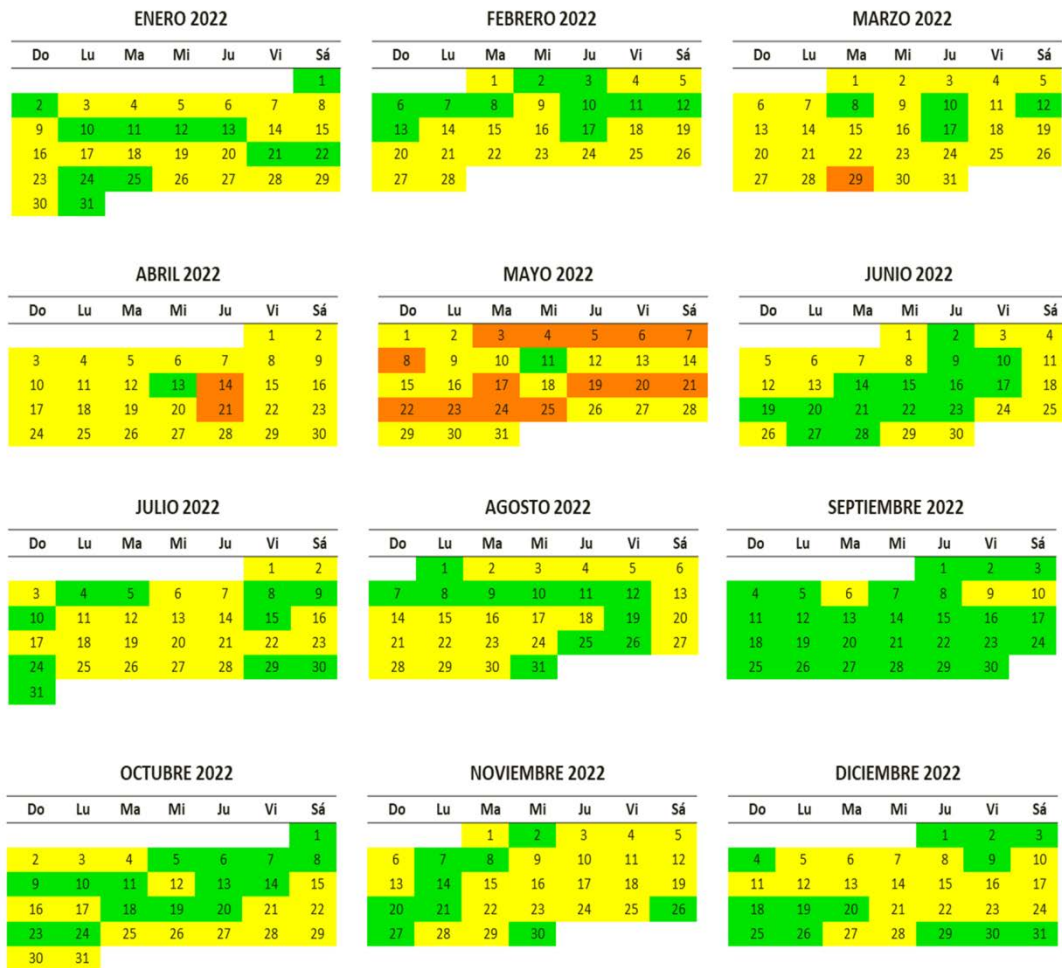 ENERO 2022
Do Lu Ma Mi Ju Vi Sá
1
2 3 4 5 6 7 8
9 10 11 12 13 14 15
16 17 18 19 20 21 22
23 24 25 26 27 28 29
30 31
FEBRERO 2022
Do Lu Ma Mi Ju Vi Sá
1 2 3 4 5
6 7 8 9 10 11 12
13 14 15 16 17 18 19
20 21 22 23 24 25 26
27 28
MARZO 2022
Do Lu Ma Mi Ju Vi Sá
1 2 3 4 5
6 7 8 9 10 11 12
13 14 15 16 17 18 19
20 21 22 23 24 25 26
27 28 29 30 31
ABRIL 2022
Do Lu Ma Mi Ju Vi Sá
1 2
3 4 5 6 7 8 9
10 11 12 13 14 15 16
17 18 19 20 21 22 23
24 25 26 27 28 29 30
MAYO 2022
Do Lu Ma Mi Ju Vi Sá
1 2 3 4 5 6 7
8 9 10 11 12 13 14
15 16 17 18 19 20 21
22 23 24 25 26 27 28
29 30 31
JUNIO 2022
Do Lu Ma Mi Ju Vi Sá
1 2 3 4
5 6 7 8 9 10 11
12 13 14 15 16 17 18
19 20 21 22 23 24 25
26 27 28 29 30
JULIO 2022
Do Lu Ma Mi Ju Vi Sá
1 2
3 4 5 6 7 8 9
10 11 12 13 14 15 16
17 18 19 20 21 22 23
24 25 26 27 28 29 30
31
AGOSTO 2022
Do Lu Ma Mi Ju Vi Sá
1 2 3 4 5 6
7 8 9 10 11 12 13
14 15 16 17 18 19 20
21 22 23 24 25 26 27
28 29 30 31
SEPTIEMBRE 2022
Do Lu Ma Mi Ju Vi Sá
1 2 3
4 5 6 7 8 9 10
11 12 13 14 15 16 17
18 19 20 21 22 23 24
25 26 27 28 29 30
OCTUBRE 2022
Do Lu Ma Mi Ju Vi Sá
1
2 3 4 5 6 7 8
9 10 11 12 13 14 15
16 17 18 19 20 21 22
23 24 25 26 27 28 29
30 31
NOVIEMBRE 2022
Do Lu Ma Mi Ju Vi Sá
1 2 3 4 5
6 7 8 9 10 11 12
13 14 15 16 17 18 19
20 21 22 23 24 25 26
27 28 29 30
DICIEMBRE 2022
Do Lu Ma Mi Ju Vi Sá
1 2 3
4 5 6 7 8 9 10
11 12 13 14 15 16 17
18 19 20 21 22 23 24
25 26 27 28 29 30 31